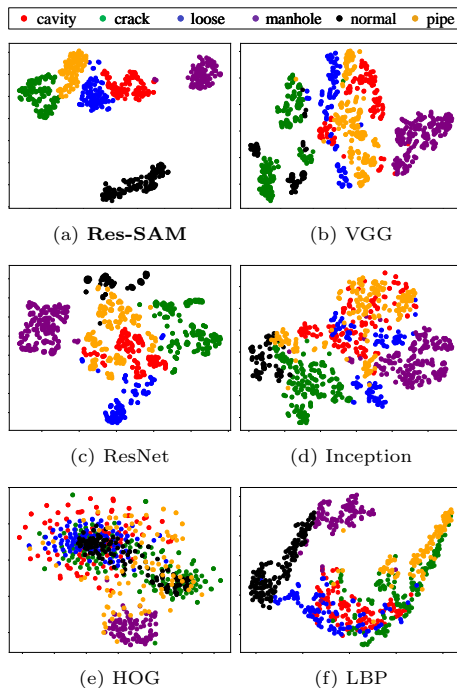 cavity crack loose manhole normal pipe
(a) Res-SAM (b) VGG
(c) ResNet (d) Inception
(e) HOG (f) LBP